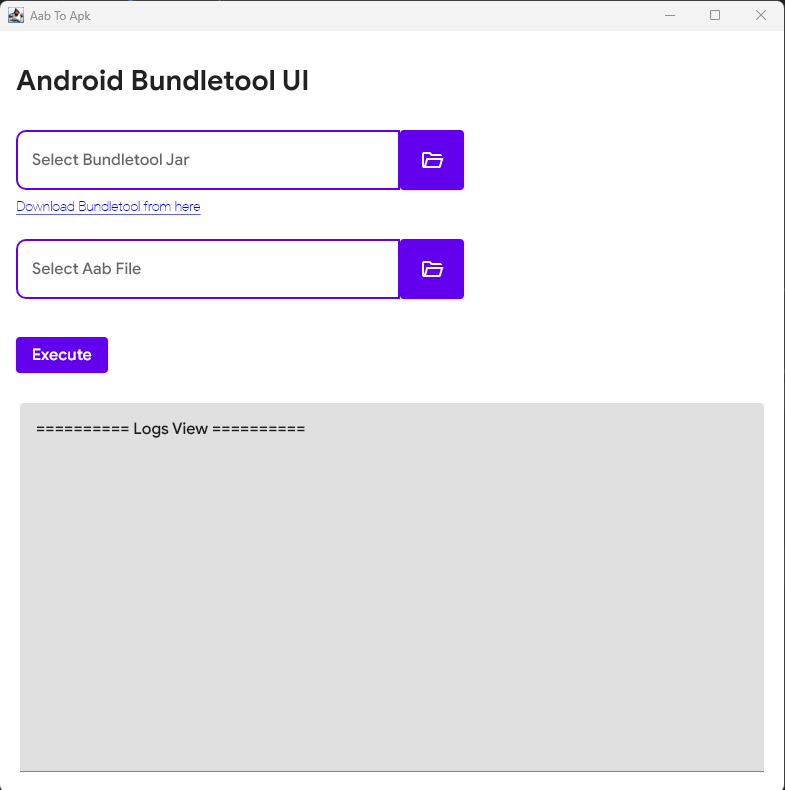 Aab To Apk
Android Bundletool UI
Select Bundletool Jar
Download Bundletool from here
Select Aab File
Execute
========== Logs View ==========